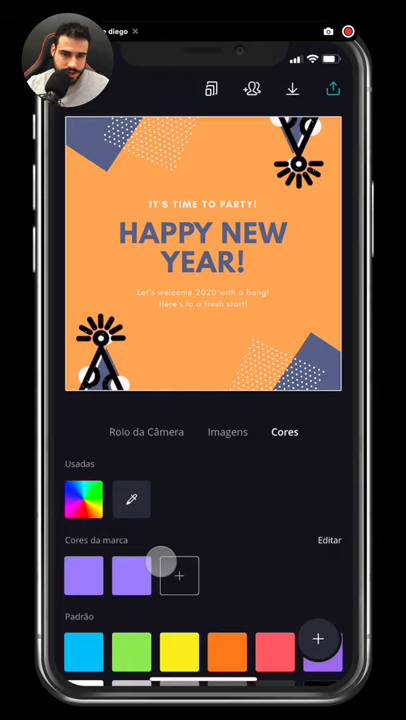 diego
IT'S TIME TO PARTY!
HAPPY NEW
YEAR!
Let's welcome 2020 with a bang!
Here's to a fresh start!
Rolo da Câmera
Imagens
Cores
Usadas
Cores da marca
Editar
Padrão